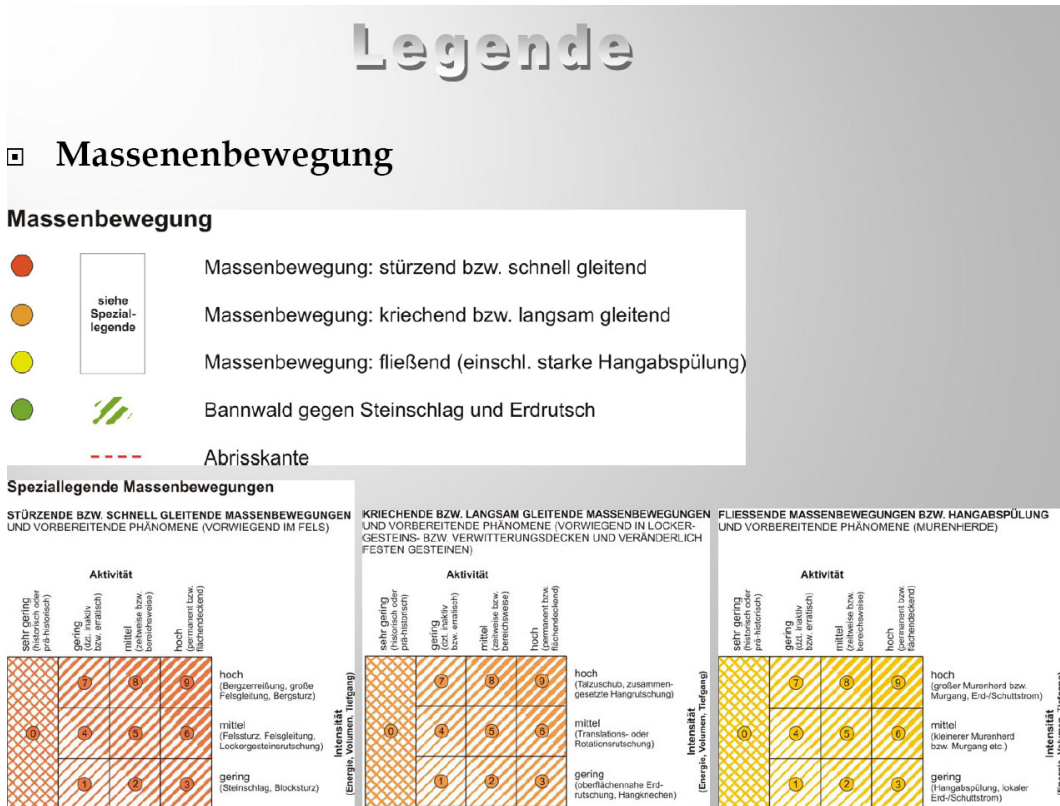 Legende
Massenenbewegung
Massenbewegung
siehe
Spezial-
legende
Massenbewegung: stürzend bzw. schnell gleitend
Massenbewegung: kriechend bzw. langsam gleitend
Massenbewegung: fließend (einschl. starke Hangabspülung)
Bannwald gegen Steinschlag und Erdrutsch
Abrisskante
Speziallegende Massenbewegungen
STÜRZENDE BZW. SCHNELL GLEITENDE MASSENBEWEGUNGEN
UND VORBEREITENDE PHÄNOMENE (VORWIEGEND IM FELS)
Aktivität
sehr gering
(historisch oder
prä-historisch)
gering
(dzt. inaktiv
bzw. erratisch)
mittel
(zeitweise bzw.
bereichsweise)
hoch
(permanent bzw.
flächendeckend)
7 8 9
0 4 5 6
1 2 3
hoch
(Bergzerreißung, große
Felsgleitung, Bergsturz)
mittel
(Felssturz, Felsgleitung,
Lockergesteinsrutschung)
gering
(Steinschlag, Blocksturz)
Intensität
(Energie, Volumen, Tiefgang)
KRIECHENDE BZW. LANGSAM GLEITENDE MASSENBEWEGUNGEN
UND VORBEREITENDE PHÄNOMENE (VORWIEGEND IN LOCKER-
GESTEINS- BZW. VERWITTERUNGSDECKEN UND VERÄNDERLICH
FESTEN GESTEINEN)
Aktivität
sehr gering
(historisch oder
prä-historisch)
gering
(dzt. inaktiv
bzw. erratisch)
mittel
(zeitweise bzw.
bereichsweise)
hoch
(permanent bzw.
flächendeckend)
7 8 9
0 4 5 6
1 2 3
hoch
(Talzuschub, zusammen-
gesetzte Hangrutschung)
mittel
(Translations- oder
Rotationsrutschung)
gering
(oberflächennahe Erd-
rutschung, Hangkriechen)
Intensität
(Energie, Volumen, Tiefgang)
FLIESSENDE MASSENBEWEGUNGEN BZW. HANGABSPÜLUNG
UND VORBEREITENDE PHÄNOMENE (MURENHERDE)
Aktivität
sehr gering
(historisch oder
prä-historisch)
gering
(dzt. inaktiv
bzw. erratisch)
mittel
(zeitweise bzw.
bereichsweise)
hoch
(permanent bzw.
flächendeckend)
7 8 9
0 4 5 6
1 2 3
hoch
(großer Murenherd bzw.
Murgang, Erd-/Schuttstrom)
mittel
(kleinerer Murenherd
bzw. Murgang etc.)
gering
(Hangabspülung, lokaler
Erd-/Schuttstrom)
Intensität
(Energie, Volumen, Tiefgang)